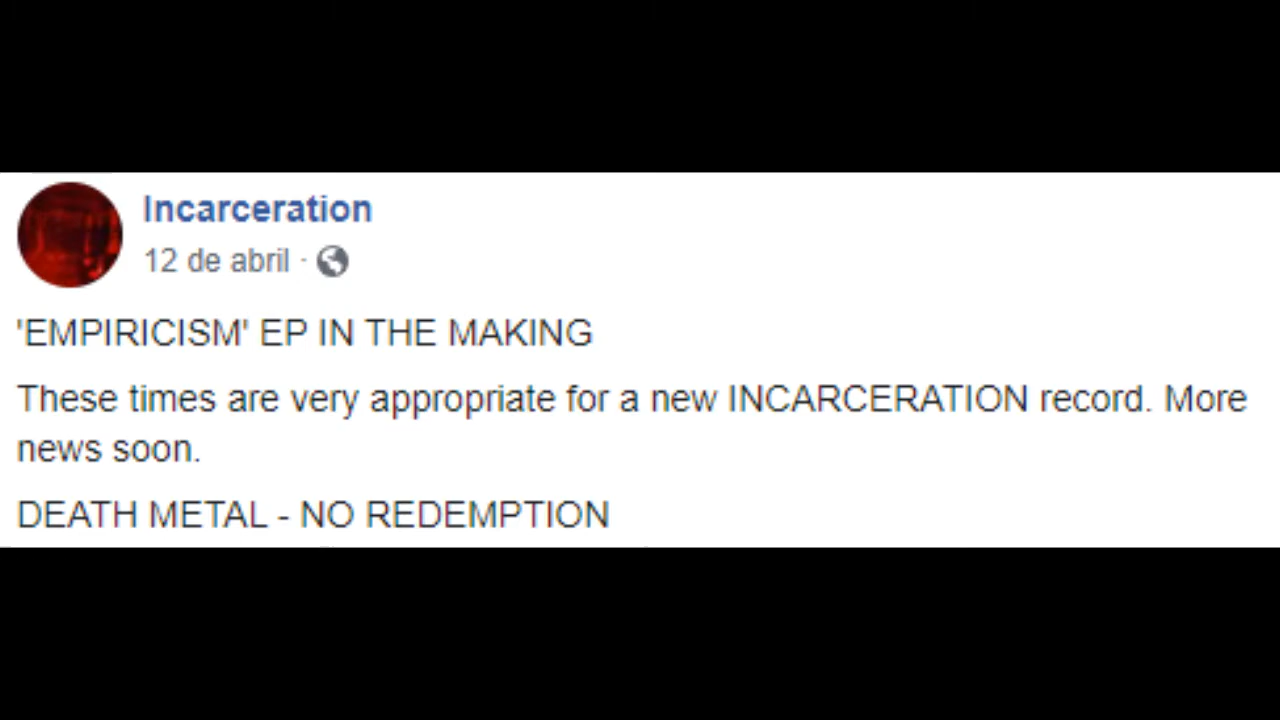 Incarceration
12 de abril ·
'EMPIRICISM' EP IN THE MAKING
These times are very appropriate for a new INCARCERATION record. More
news soon.
DEATH METAL - NO REDEMPTION